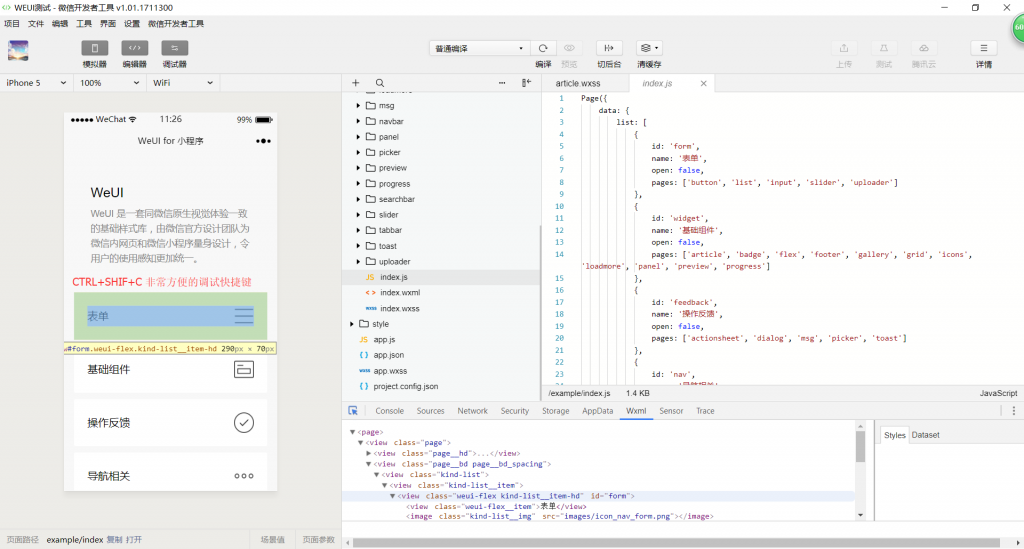 WEUI测试 - 微信开发者工具 v1.01.1711300
项目 文件 编辑 工具 界面 设置 微信开发者工具
60
模拟器 编辑器 调试器
普通编译
编译 预览 切后台 清缓存
上传 测试 腾讯云 详情
iPhone 5 100% WiFi
WeChat 11:26 99%
WeUI for 小程序
WeUI
WeUI 是一套同微信原生视觉体验一致
的基础样式库，由微信官方设计团队为
微信内网页和微信小程序量身设计，令
用户的使用感知更加统一。
CTRL+SHIF+C 非常方便的调试快捷键
表单
w#form.weui-flex.kind-list__item-hd 290px × 70px
基础组件
操作反馈
导航相关
页面路径 example/index 复制 打开 场景值 页面参数
loadmore
msg
navbar
panel
picker
preview
progress
searchbar
slider
tabbar
toast
uploader
JS index.js
< > index.wxml
wxss index.wxss
style
JS app.js
{ } app.json
wxss app.wxss
{ } project.config.json
article.wxss index.js
1 Page({
2 data: {
3 list: [
4 {
5 id: 'form',
6 name: '表单',
7 open: false,
8 pages: ['button', 'list', 'input', 'slider', 'uploader']
9 },
10 {
11 id: 'widget',
12 name: '基础组件',
13 open: false,
14 pages: ['article', 'badge', 'flex', 'footer', 'gallery', 'grid', 'icons',
'loadmore', 'panel', 'preview', 'progress']
15 },
16 {
17 id: 'feedback',
18 name: '操作反馈',
19 open: false,
20 pages: ['actionsheet', 'dialog', 'msg', 'picker', 'toast']
21 },
22 {
23 id: 'nav',
24 name: '导航相关',
/example/index.js 1.4 KB JavaScript
Console Sources Network Security Storage AppData Wxml Sensor Trace
<page>
<view class="page">
<view class="page__hd">...</view>
<view class="page__bd page__bd_spacing">
<view class="kind-list">
<view class="kind-list__item">
<view class="weui-flex kind-list__item-hd" id="form">
<view class="weui-flex__item">表单</view>
<image class="kind-list__img" src="images/icon_nav_form.png"></image>
Styles Dataset